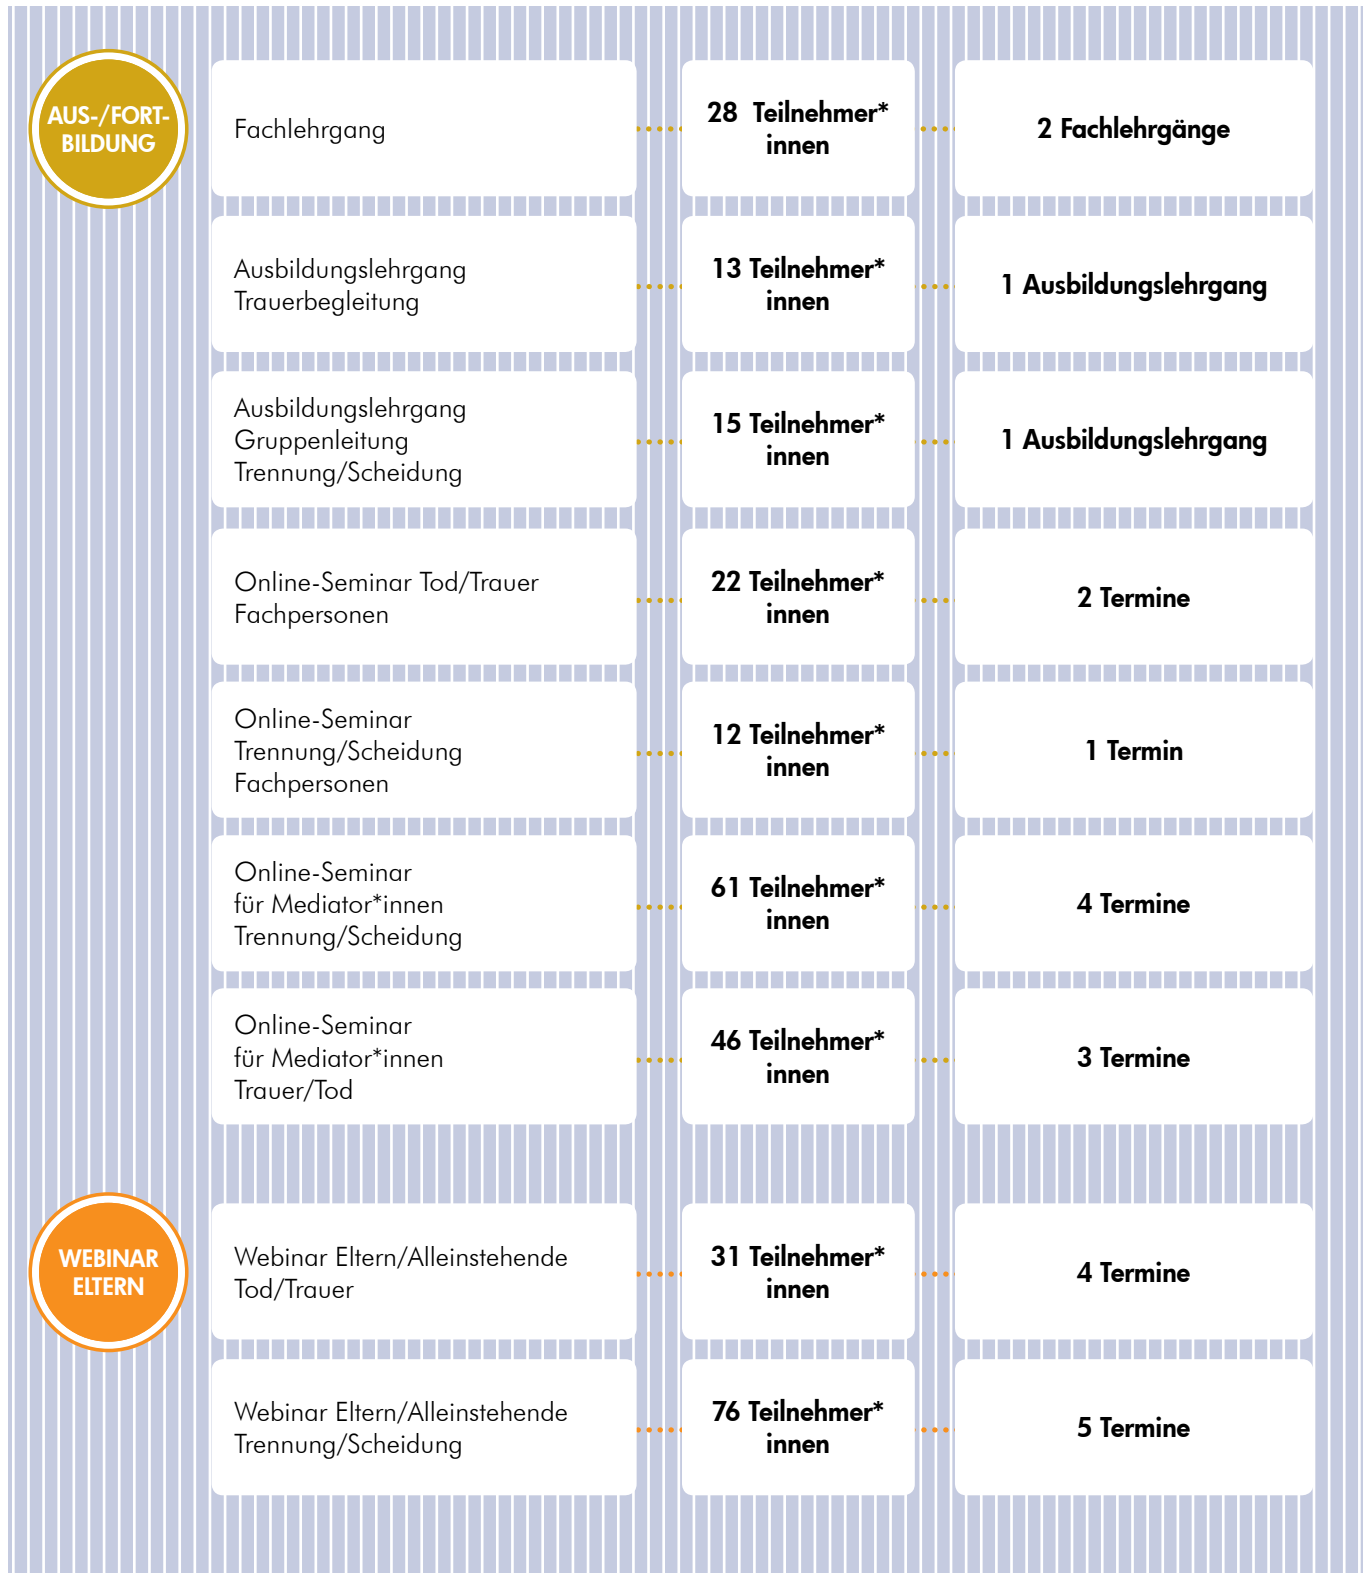 AUS-/FORT-
BILDUNG
Fachlehrgang
28 Teilnehmer*
innen
2 Fachlehrgänge
Ausbildungslehrgang
Trauerbegleitung
13 Teilnehmer*
innen
1 Ausbildungslehrgang
Ausbildungslehrgang
Gruppenleitung
Trennung/Scheidung
15 Teilnehmer*
innen
1 Ausbildungslehrgang
Online-Seminar Tod/Trauer
Fachpersonen
22 Teilnehmer*
innen
2 Termine
Online-Seminar
Trennung/Scheidung
Fachpersonen
12 Teilnehmer*
innen
1 Termin
Online-Seminar
für Mediator*innen
Trennung/Scheidung
61 Teilnehmer*
innen
4 Termine
Online-Seminar
für Mediator*innen
Trauer/Tod
46 Teilnehmer*
innen
3 Termine
WEBINAR
ELTERN
Webinar Eltern/Alleinstehende
Tod/Trauer
31 Teilnehmer*
innen
4 Termine
Webinar Eltern/Alleinstehende
Trennung/Scheidung
76 Teilnehmer*
innen
5 Termine